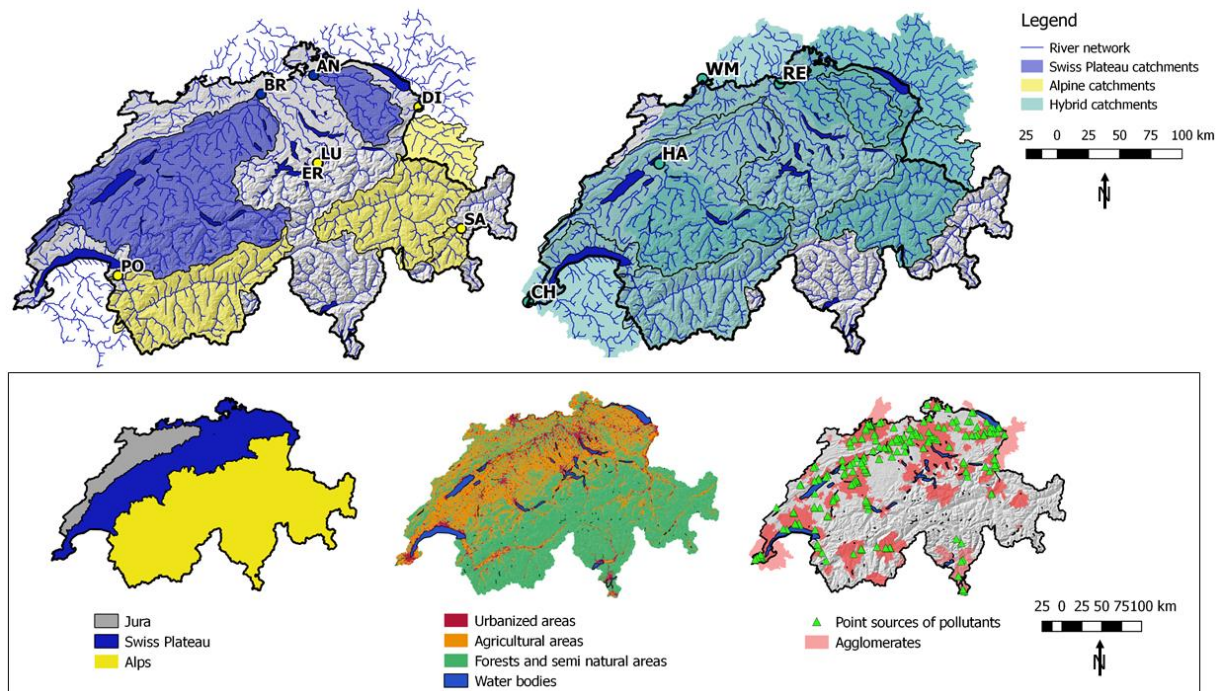 AN
BR
DI
LU
ER
SA
PO
WM
RE
HA
CH
Legend
River network
Swiss Plateau catchments
Alpine catchments
Hybrid catchments
25 0 25 50 75 100 km
N
Jura
Swiss Plateau
Alps
Urbanized areas
Agricultural areas
Forests and semi natural areas
Water bodies
Point sources of pollutants
Agglomerates
25 0 25 50 75 100 km
N